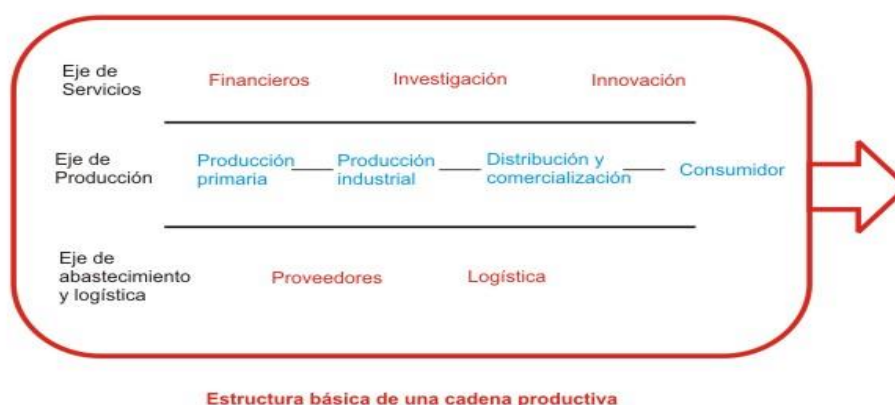 Eje de
Servicios
Financieros
Investigación
Innovación
Eje de
Producción
Producción
primaria
Producción
industrial
Distribución y
comercialización
Consumidor
Eje de
abastecimiento
y logística
Proveedores
Logística
Estructura básica de una cadena productiva